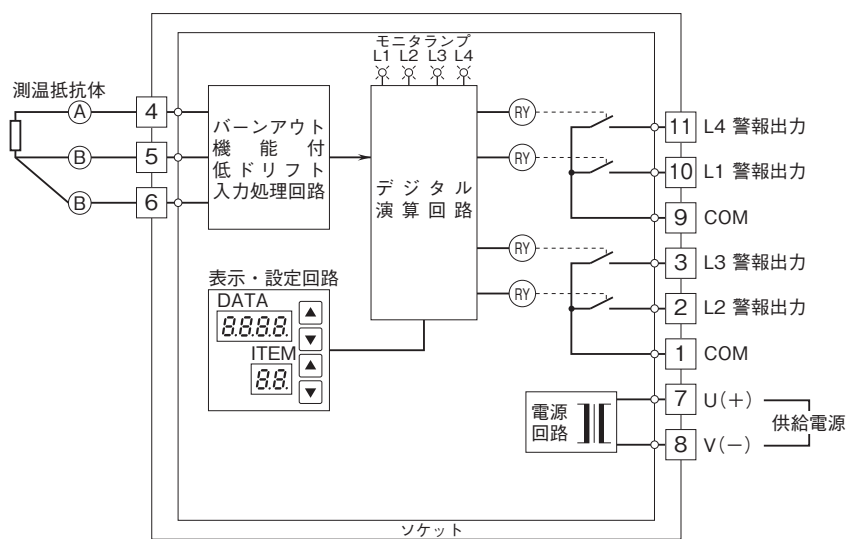 モニタランプ
L1 L2 L3 L4
測温抵抗体
A 4
B 5
B 6
バーンアウト
機能付
低ドリフト
入力処理回路
デジタル
演算回路
RY
RY
RY
RY
11 L4 警報出力
10 L1 警報出力
9 COM
3 L3 警報出力
2 L2 警報出力
1 COM
表示・設定回路
DATA
8.8.8.8.
ITEM
8.8.
電源
回路
7 U(+)
8 V(−)
供給電源
ソケット